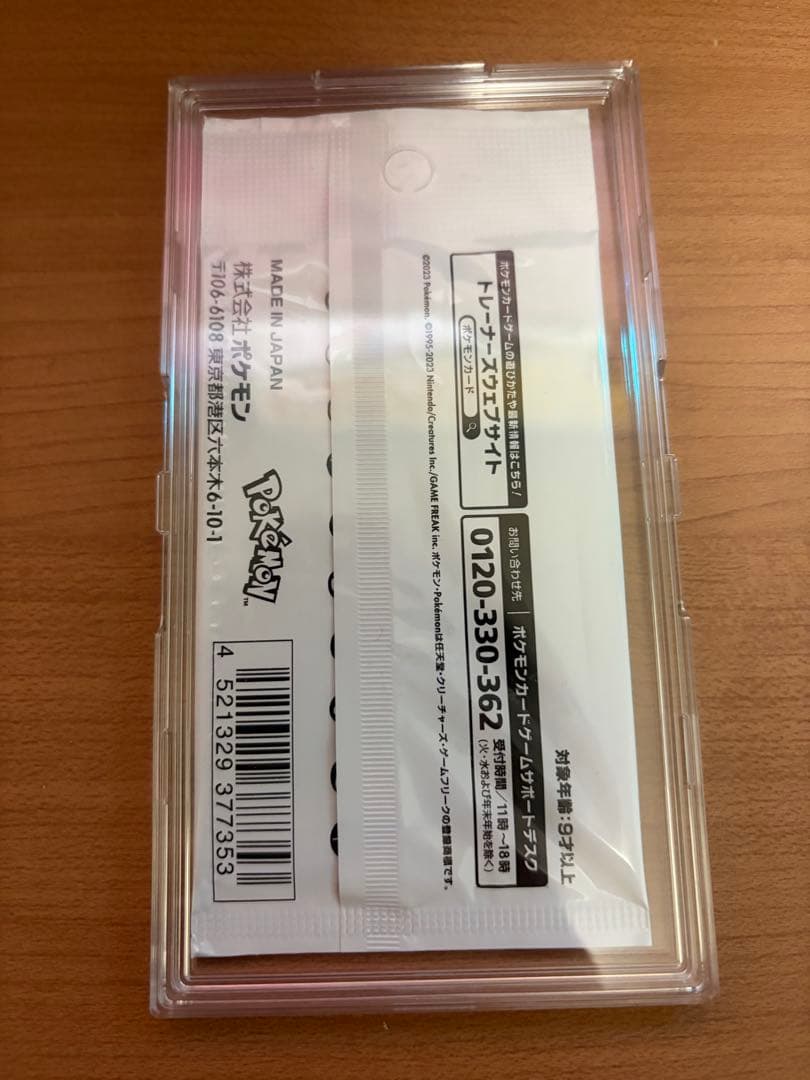 対象年齢：9才以上
ポケモンカードゲームの遊びかたや最新情報はこちら！
トレーナーズウェブサイト
ポケモンカード
お問い合わせ先
ポケモンカードゲームサポートデスク
0120-330-362
受付時間／11時～18時
(火・水および年末年始を除く)
©2023 Pokémon. ©1995-2023 Nintendo/Creatures Inc./GAME FREAK inc. ポケモン・Pokémonは任天堂・クリーチャーズ・ゲームフリークの登録商標です。
MADE IN JAPAN
株式会社ポケモン
〒106-6108 東京都港区六本木6-10-1
POKéMON™
4 521329 377353